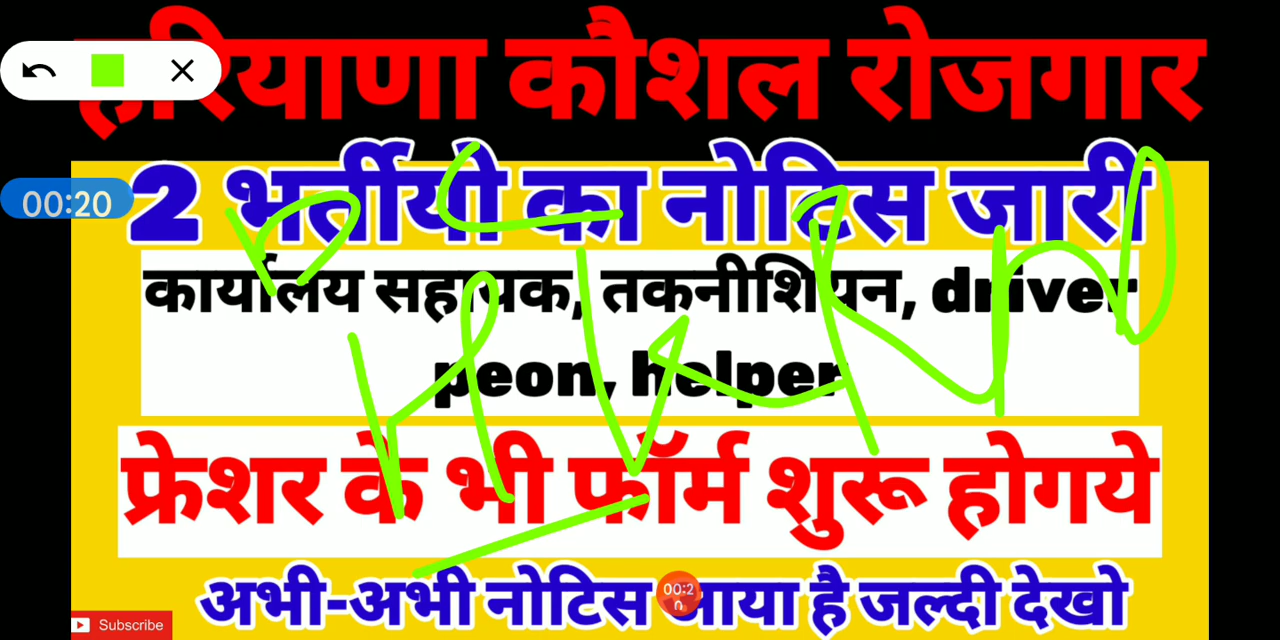 हरियाणा कौशल रोजगार
00:20
2 भर्तीयो का नोटिस जारी
कार्यालय सहायक, तकनीशियन, driver
peon, helper
फ्रेशर के भी फॉर्म शुरू होगये
अभी-अभी नोटिस आया है जल्दी देखो
Subscribe